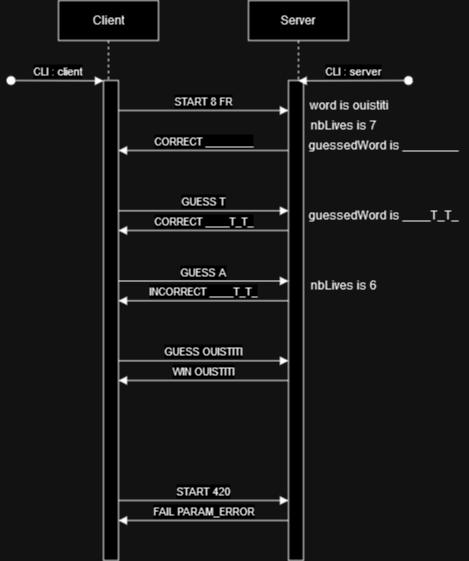 Client
Server
CLI : client
CLI : server
START 8 FR
word is ouistiti
nbLives is 7
CORRECT ________
guessedWord is ________
GUESS T
CORRECT ____T_T_
guessedWord is ____T_T_
GUESS A
INCORRECT ____T_T_
nbLives is 6
GUESS OUISTITI
WIN OUISTITI
START 420
FAIL PARAM_ERROR